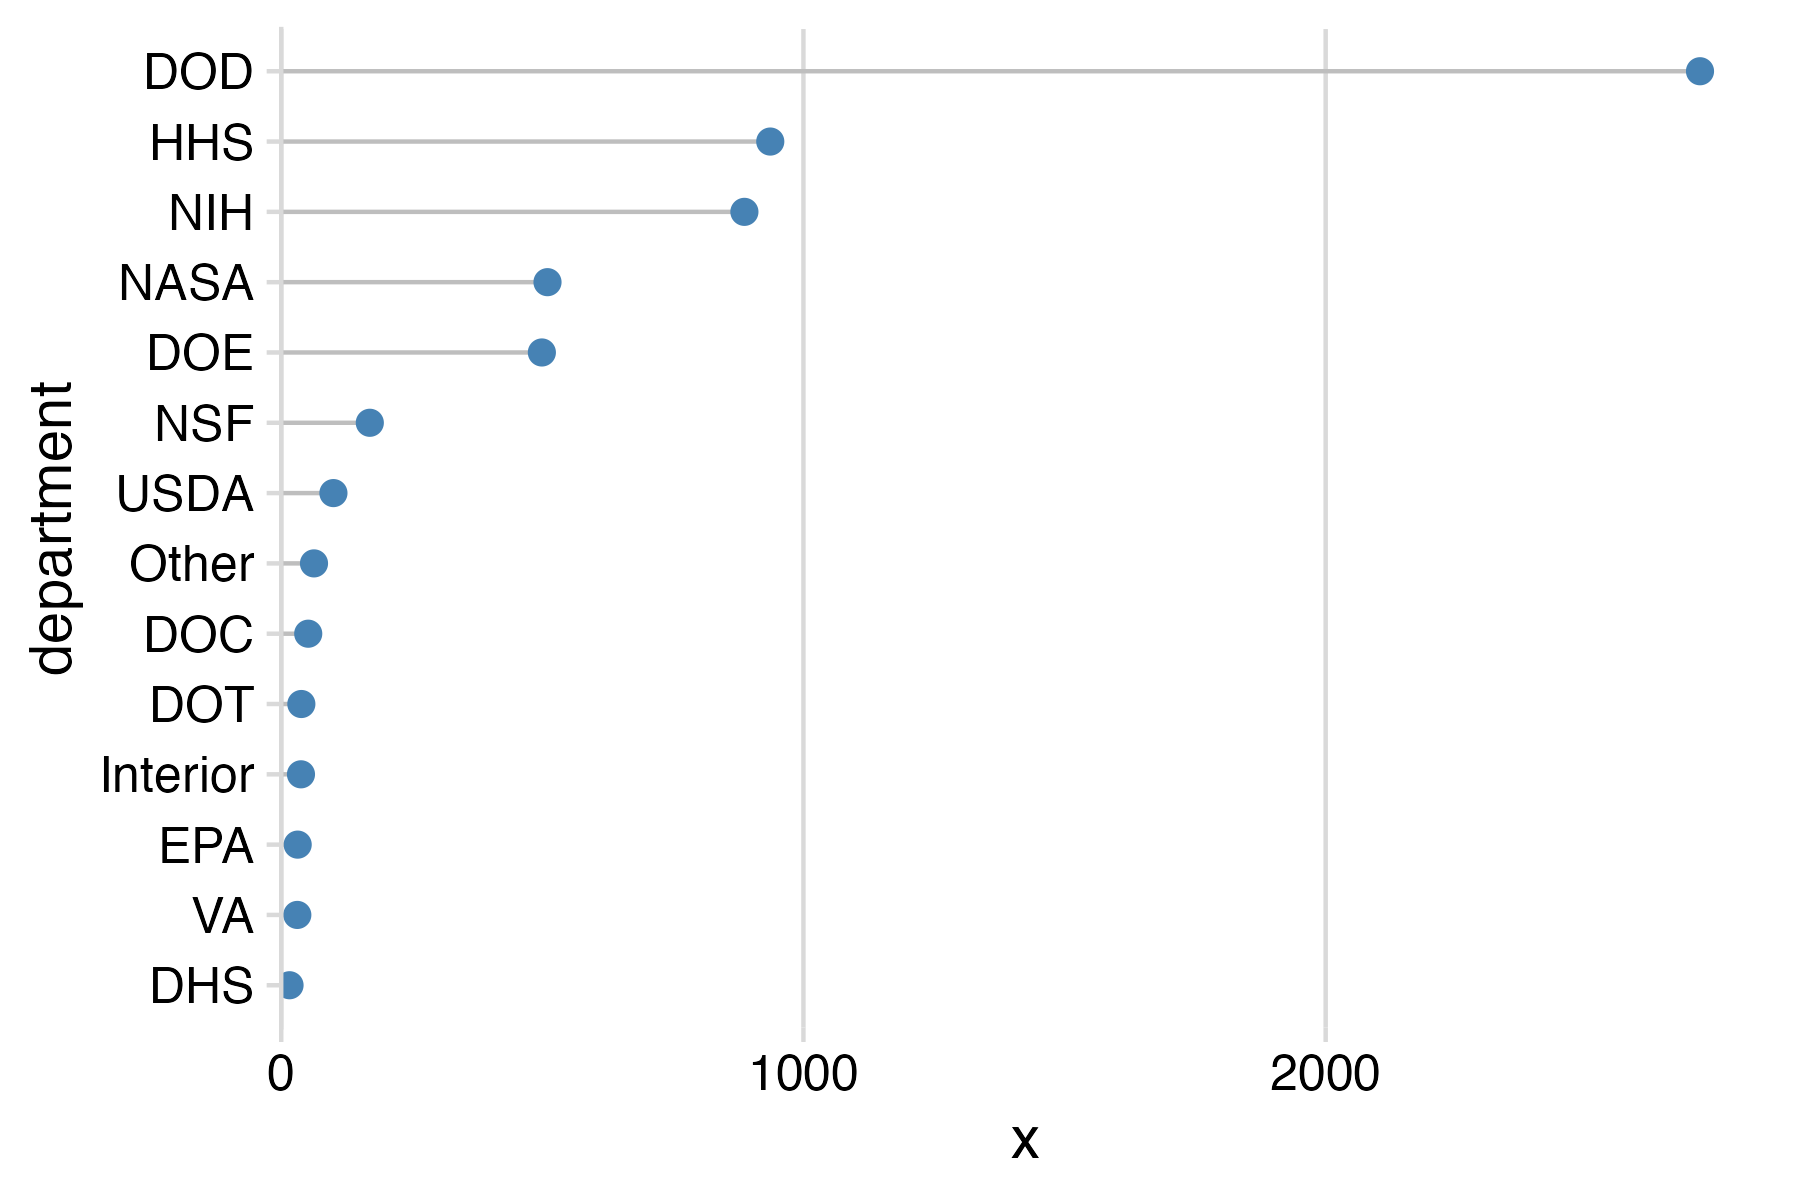 DOD
HHS
NIH
NASA
DOE
NSF
USDA
Other
DOC
DOT
Interior
EPA
VA
DHS
department
0 1000 2000
x